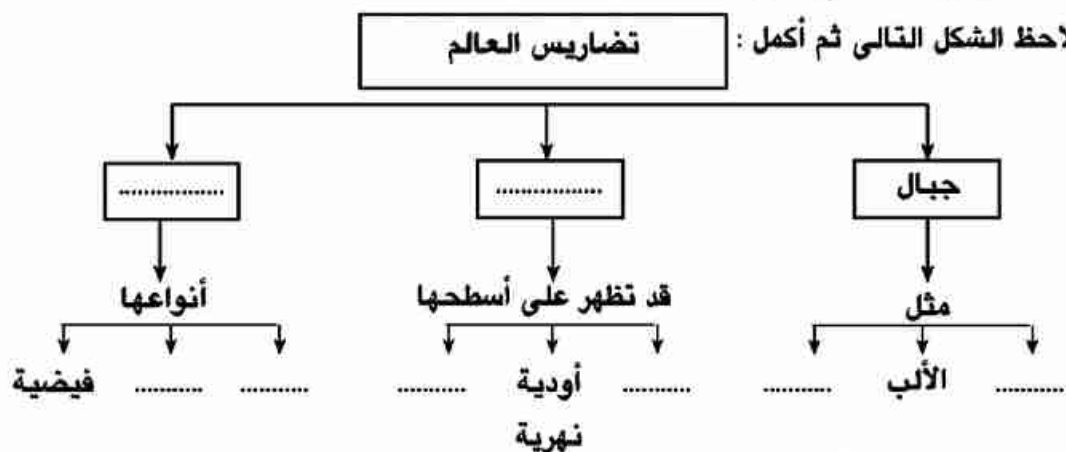 لاحظ الشكل التالى ثم أكمل :
تضاريس العالم
جبال
.................
.................
مثل
قد تظهر على أسطحها
أنواعها
........... الألب ...........
........... أودية نهرية ...........
........... ........... فيضية